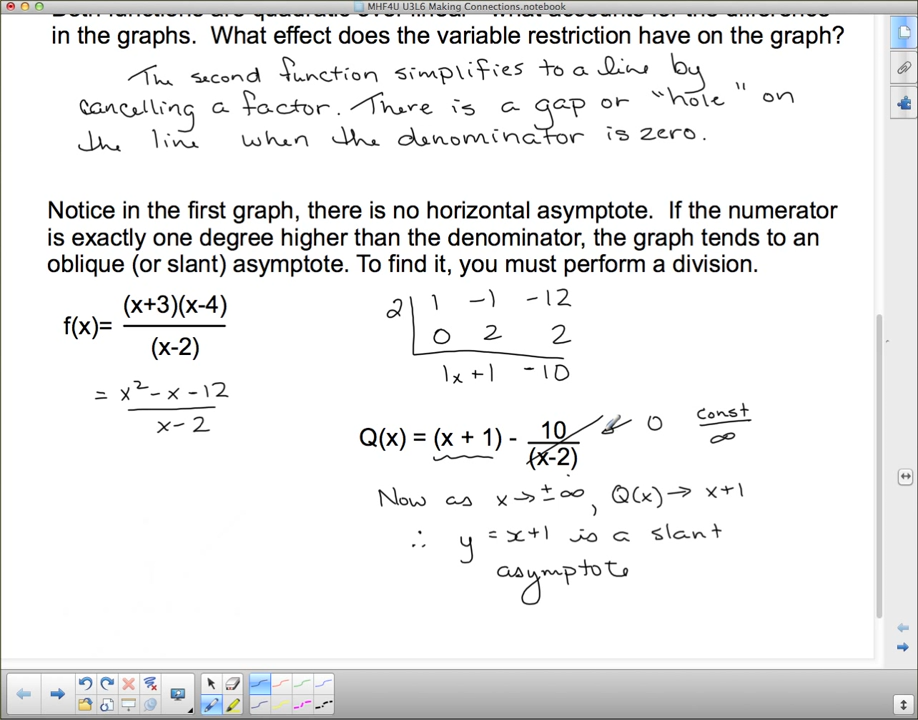 MHF4U U3L6 Making Connections.notebook
in the graphs. What effect does the variable restriction have on the graph?
The second function simplifies to a line by
cancelling a factor. There is a gap or "hole" on
the line when the denominator is zero.
Notice in the first graph, there is no horizontal asymptote. If the numerator
is exactly one degree higher than the denominator, the graph tends to an
oblique (or slant) asymptote. To find it, you must perform a division.
f(x)= (x+3)(x-4)
(x-2)
= x² - x - 12
x - 2
2 | 1 -1 -12
0 2 2
1x +1 -10
Q(x) = (x + 1) - 10 0 const
(x-2) ∞
Now as x → ±∞, Q(x) → x+1
∴ y = x+1 is a slant
asymptote